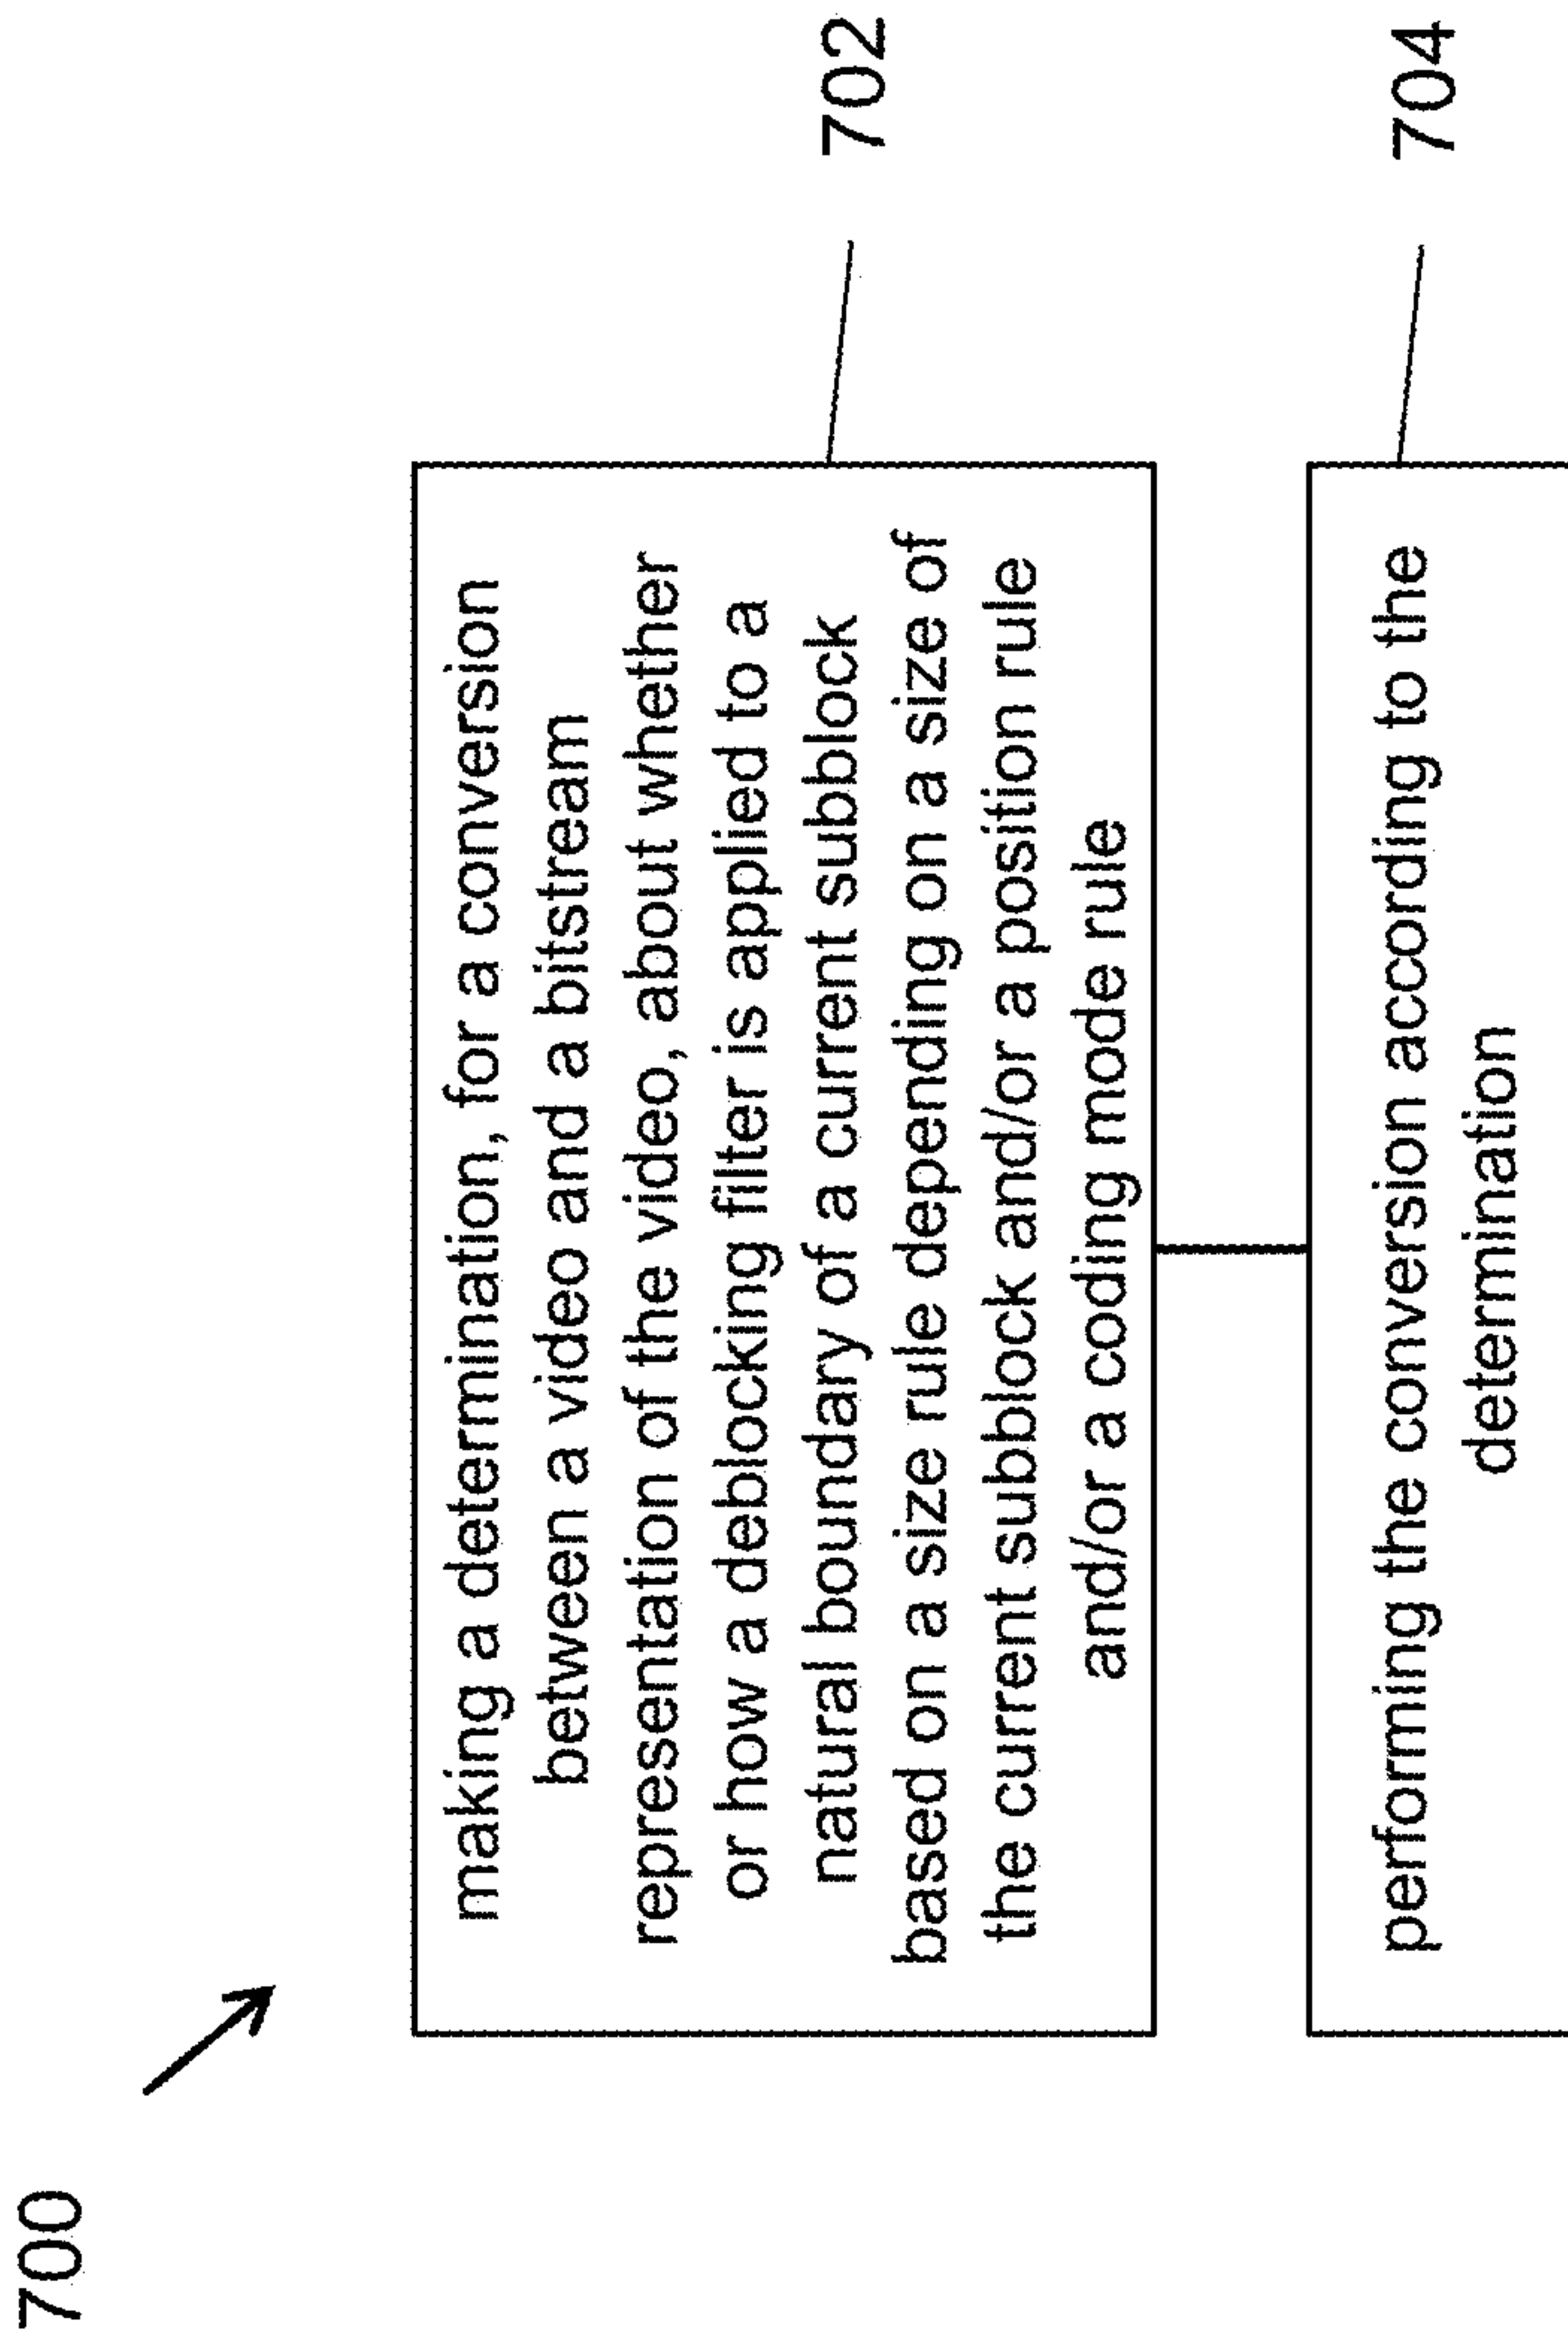 700
making a determination, for a conversion
between a video and a bitstream
representation of the video, about whether
or how a deblocking filter is applied to a
natural boundary of a current subblock
based on a size rule depending on a size of
the current subblock and/or a position rule
and/or a coding mode rule
702
performing the conversion according to the
determination
704